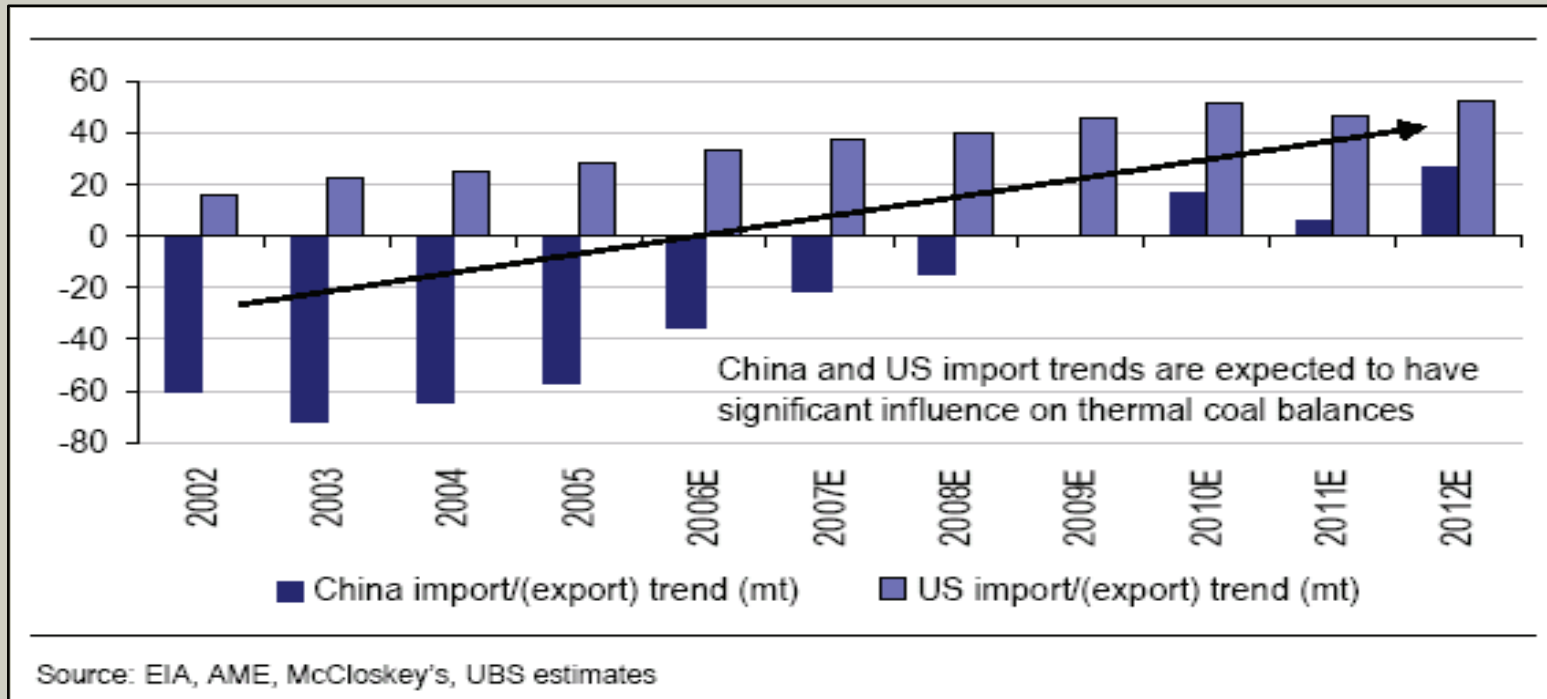 60
40
20
0
-20
-40
-60
-80
China and US import trends are expected to have
significant influence on thermal coal balances
2002 2003 2004 2005 2006E 2007E 2008E 2009E 2010E 2011E 2012E
China import/(export) trend (mt) US import/(export) trend (mt)
Source: EIA, AME, McCloskey's, UBS estimates